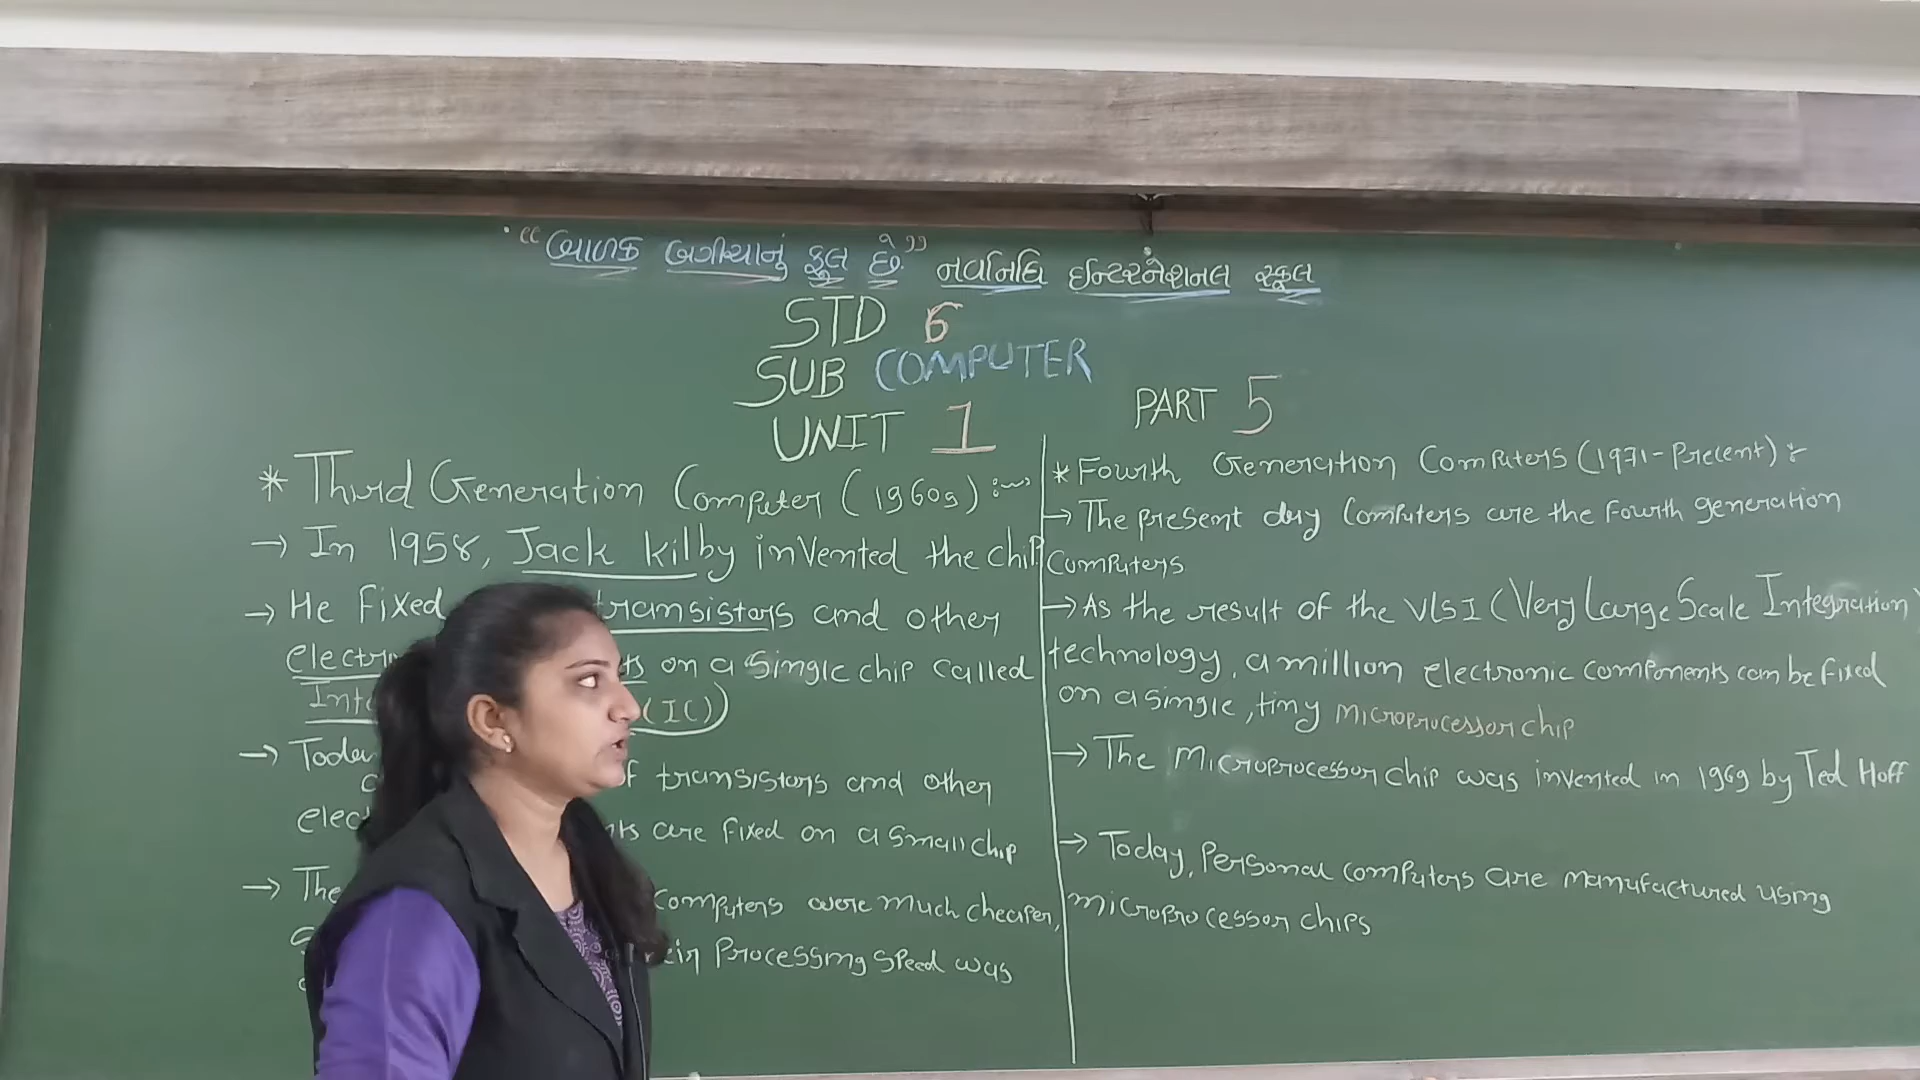 “બાળક બગીચાનું ફૂલ છે” નવનિધિ ઈન્ટરનેશનલ સ્કૂલ
STD 6
SUB COMPUTER
UNIT 1
PART 5
* Third Generation Computer (1960s) :-
→ In 1958, Jack Kilby invented the chip
→ He Fixed transistors and other
on a single chip called
(IC)
→ of transistors and other
are fixed on a small chip
→ The computers were much cheaper,
Processing speed was
* Fourth Generation Computers (1971-Precent) :
→ The present day Computers are the Fourth generation
Computers
→ As the result of the VLSI (Very Large Scale Integration)
technology, a million electronic components can be fixed
on a single, tiny microprocessor chip
→ The Microprocessor chip was invented in 1969 by Ted Hoff
→ Today, Personal computers are manufactured using
microprocessor chips